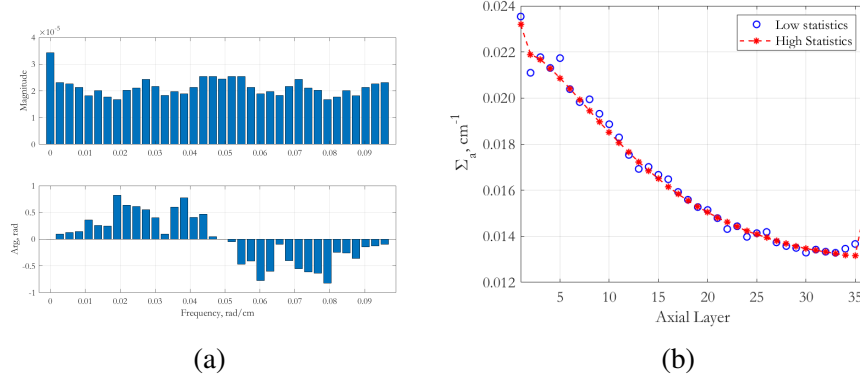 4 ×10⁻⁵
3
2
1
0
Magnitude
0 0.01 0.02 0.03 0.04 0.05 0.06 0.07 0.08 0.09
1
0.5
0
-0.5
-1
Arg, rad
0 0.01 0.02 0.03 0.04 0.05 0.06 0.07 0.08 0.09
Frequency, rad/cm
(a)
0.024
0.022
0.02
0.018
0.016
0.014
0.012
Σₐ, cm⁻¹
Low statistics
High Statistics
5 10 15 20 25 30 35
Axial Layer
(b)